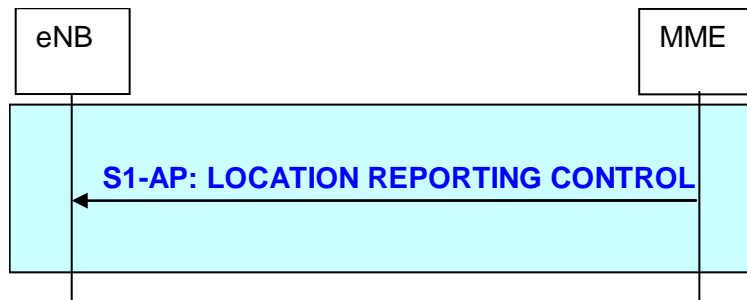 eNB
MME
S1-AP: LOCATION REPORTING CONTROL